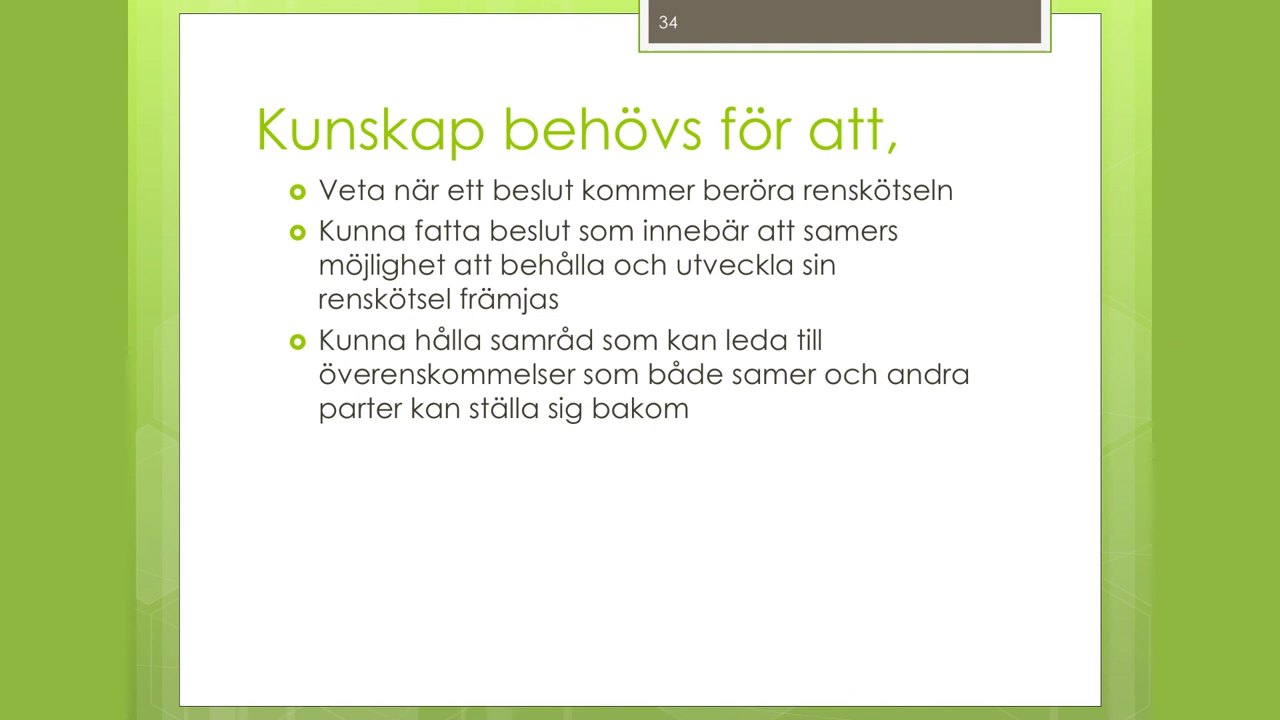 34
Kunskap behövs för att,
Veta när ett beslut kommer beröra renskötseln
Kunna fatta beslut som innebär att samers
möjlighet att behålla och utveckla sin
renskötsel främjas
Kunna hålla samråd som kan leda till
överenskommelser som både samer och andra
parter kan ställa sig bakom